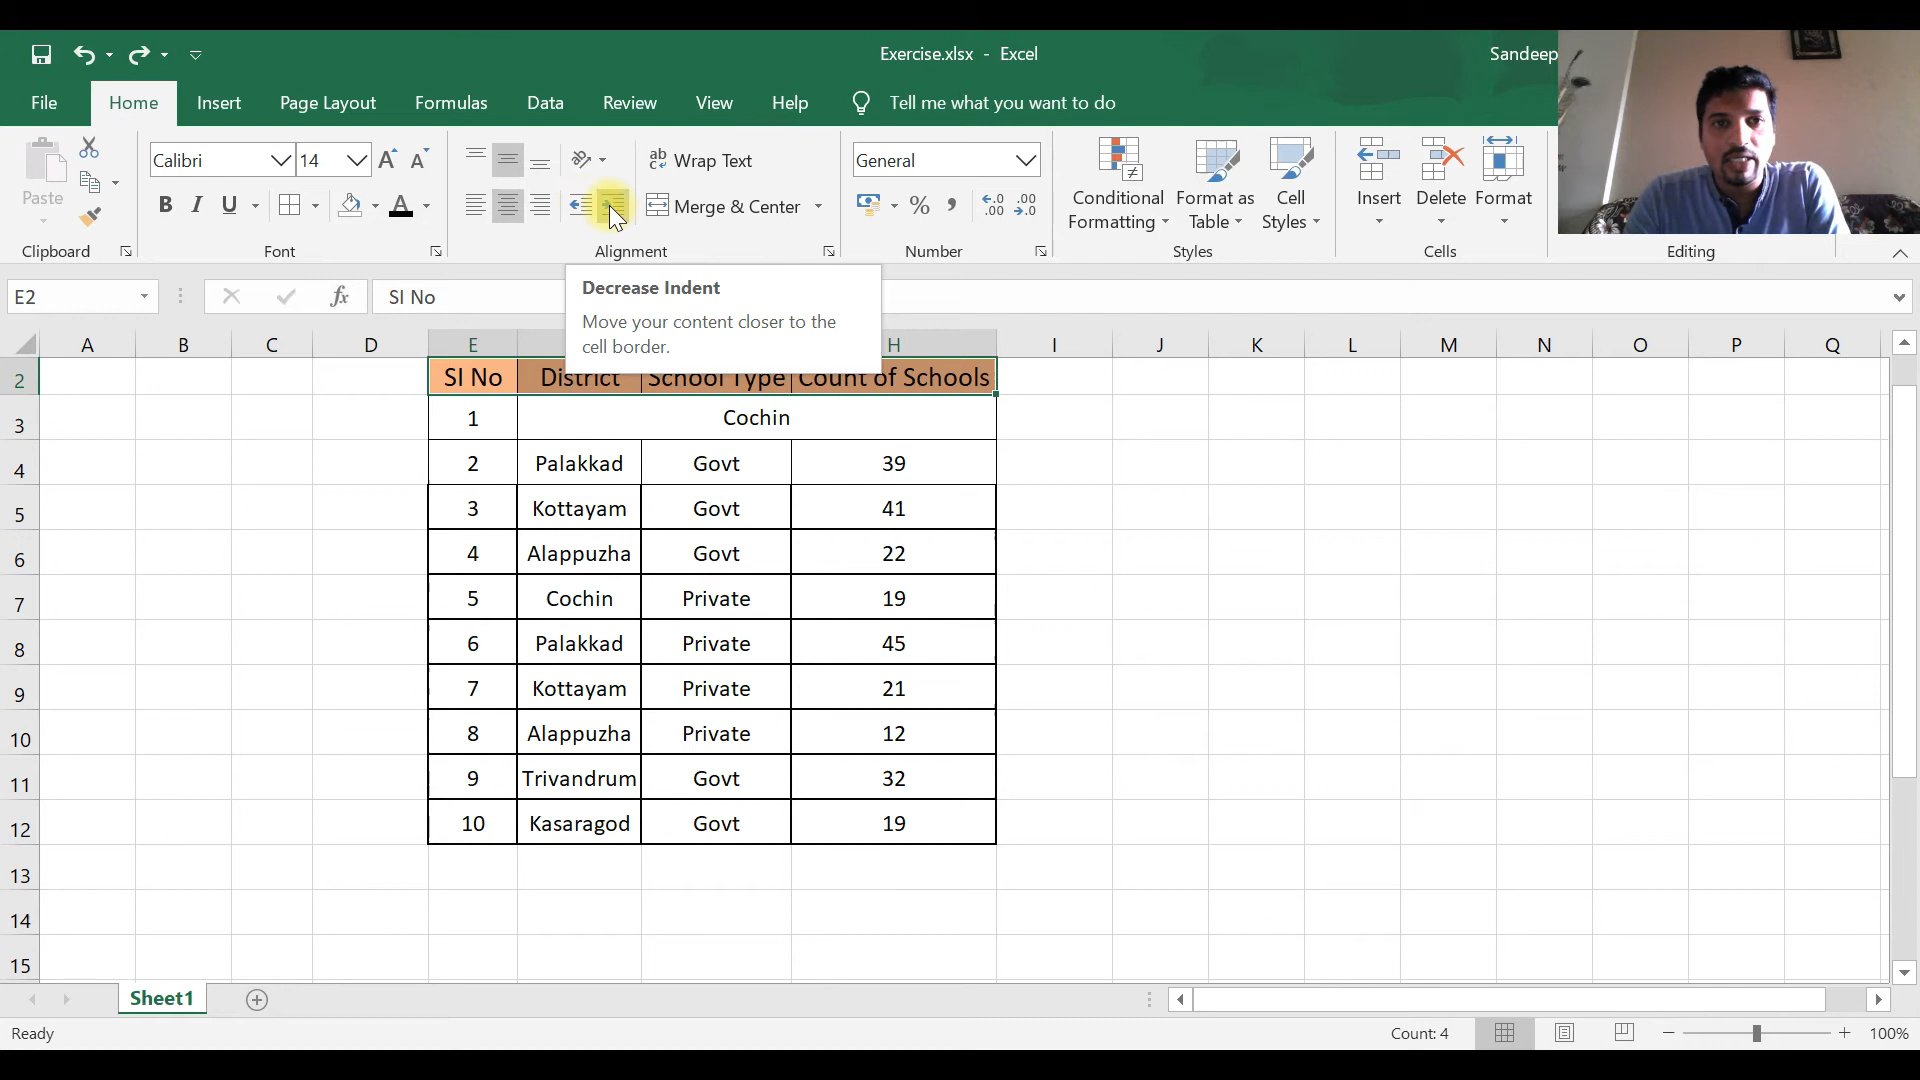 Exercise.xlsx - Excel
Sandeep
File Home Insert Page Layout Formulas Data Review View Help Tell me what you want to do
Paste
Calibri 14 A A
B I U A
ab Wrap Text
Merge & Center
General
% , .00 .00
Conditional Formatting
Format as Table
Cell Styles
Insert Delete Format
Clipboard Font Alignment Number Styles Cells Editing
E2 fx SI No
Decrease Indent
Move your content closer to the
cell border.
A B C D E H I J K L M N O P Q
2 SI No District School Type Count of Schools
3 1 Cochin
4 2 Palakkad Govt 39
5 3 Kottayam Govt 41
6 4 Alappuzha Govt 22
7 5 Cochin Private 19
8 6 Palakkad Private 45
9 7 Kottayam Private 21
10 8 Alappuzha Private 12
11 9 Trivandrum Govt 32
12 10 Kasaragod Govt 19
13
14
15
Sheet1
Ready Count: 4 100%